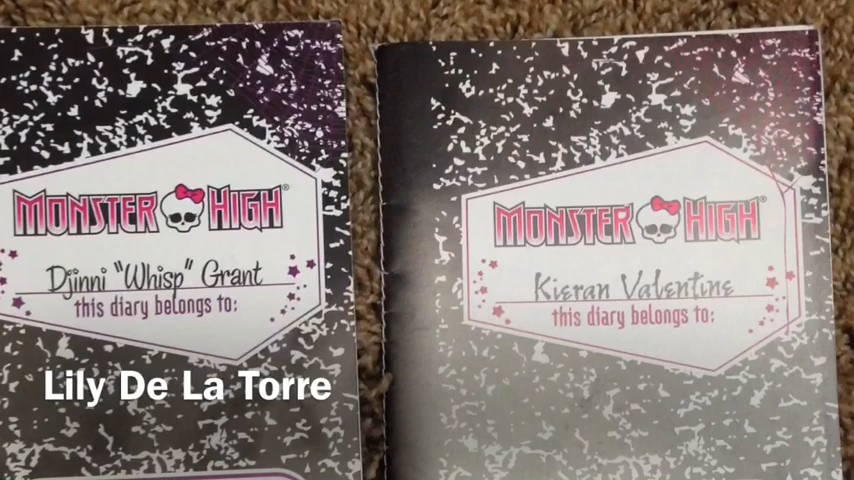 MONSTER HIGH®
Djinni "Whisp" Grant
this diary belongs to:
Lily De La Torre
MONSTER HIGH®
Kieran Valentine
this diary belongs to: